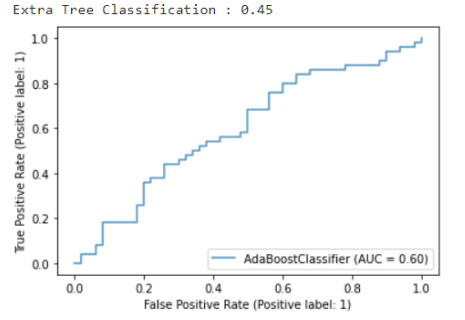 Extra Tree Classification : 0.45
1.0
0.8
0.6
0.4
0.2
0.0
True Positive Rate (Positive label: 1)
AdaBoostClassifier (AUC = 0.60)
0.0 0.2 0.4 0.6 0.8 1.0
False Positive Rate (Positive label: 1)